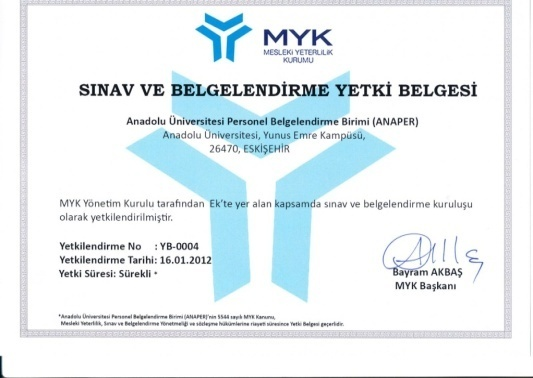 MYK
MESLEKİ YETERLİLİK
KURUMU
SINAV VE BELGELENDİRME YETKİ BELGESİ
Anadolu Üniversitesi Personel Belgelendirme Birimi (ANAPER)
Anadolu Üniversitesi, Yunus Emre Kampüsü,
26470, ESKİŞEHİR
MYK Yönetim Kurulu tarafından Ek'te yer alan kapsamda sınav ve belgelendirme kuruluşu
olarak yetkilendirilmiştir.
Yetkilendirme No : YB-0004
Yetkilendirme Tarihi: 16.01.2012
Yetki Süresi: Sürekli *
Bayram AKBAŞ
MYK Başkanı
*Anadolu Üniversitesi Personel Belgelendirme Birimi (ANAPER)'nin 5544 sayılı MYK Kanunu,
Mesleki Yeterlilik, Sınav ve Belgelendirme Yönetmeliği ve sözleşme hükümlerine riayeti süresince Yetki Belgesi geçerlidir.